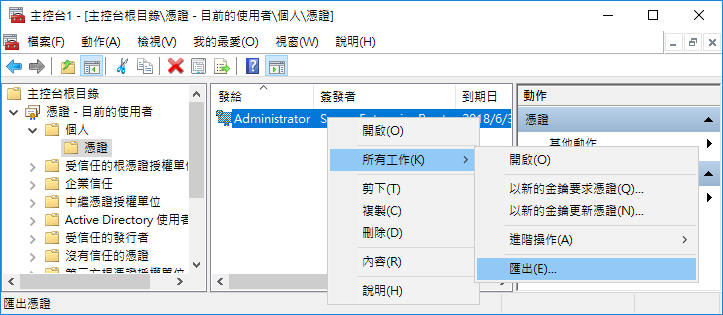 主控台1 - [主控台根目錄\憑證 - 目前的使用者\個人\憑證]
檔案(F) 動作(A) 檢視(V) 我的最愛(O) 視窗(W) 說明(H)
主控台根目錄
憑證 - 目前的使用者
個人
憑證
受信任的根憑證授權單位
企業信任
中繼憑證授權單位
Active Directory 使用者
受信任的發行者
沒有信任的憑證
第三方根憑證授權單位
發給 簽發者 到期日
Administrator 2018/6/3
開啟(O)
所有工作(K)
剪下(T)
複製(C)
刪除(D)
內容(R)
說明(H)
開啟(O)
以新的金鑰要求憑證(Q)...
以新的金鑰更新憑證(N)...
進階操作(A)
匯出(E)...
動作
憑證
其他動作
匯出憑證